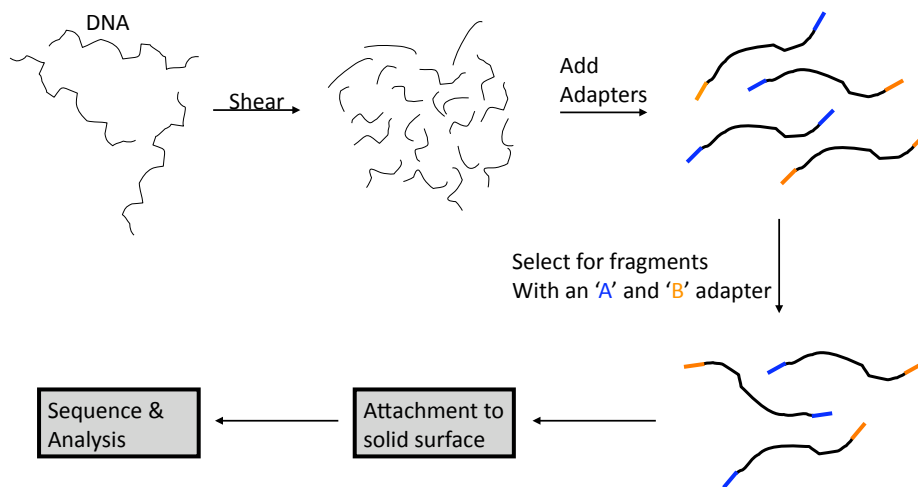 DNA
Shear
Add
Adapters
Select for fragments
With an ‘A’ and ‘B’ adapter
Attachment to
solid surface
Sequence &
Analysis